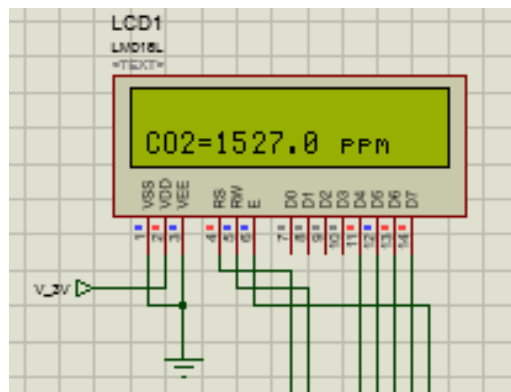 LCD1
LM016L
<TEXT>
CO2=1527.0 PPM
VSS VDD VEE RS RW E D0 D1 D2 D3 D4 D5 D6 D7
1 2 3 4 5 6 7 8 9 10 11 12 13 14
V_3V